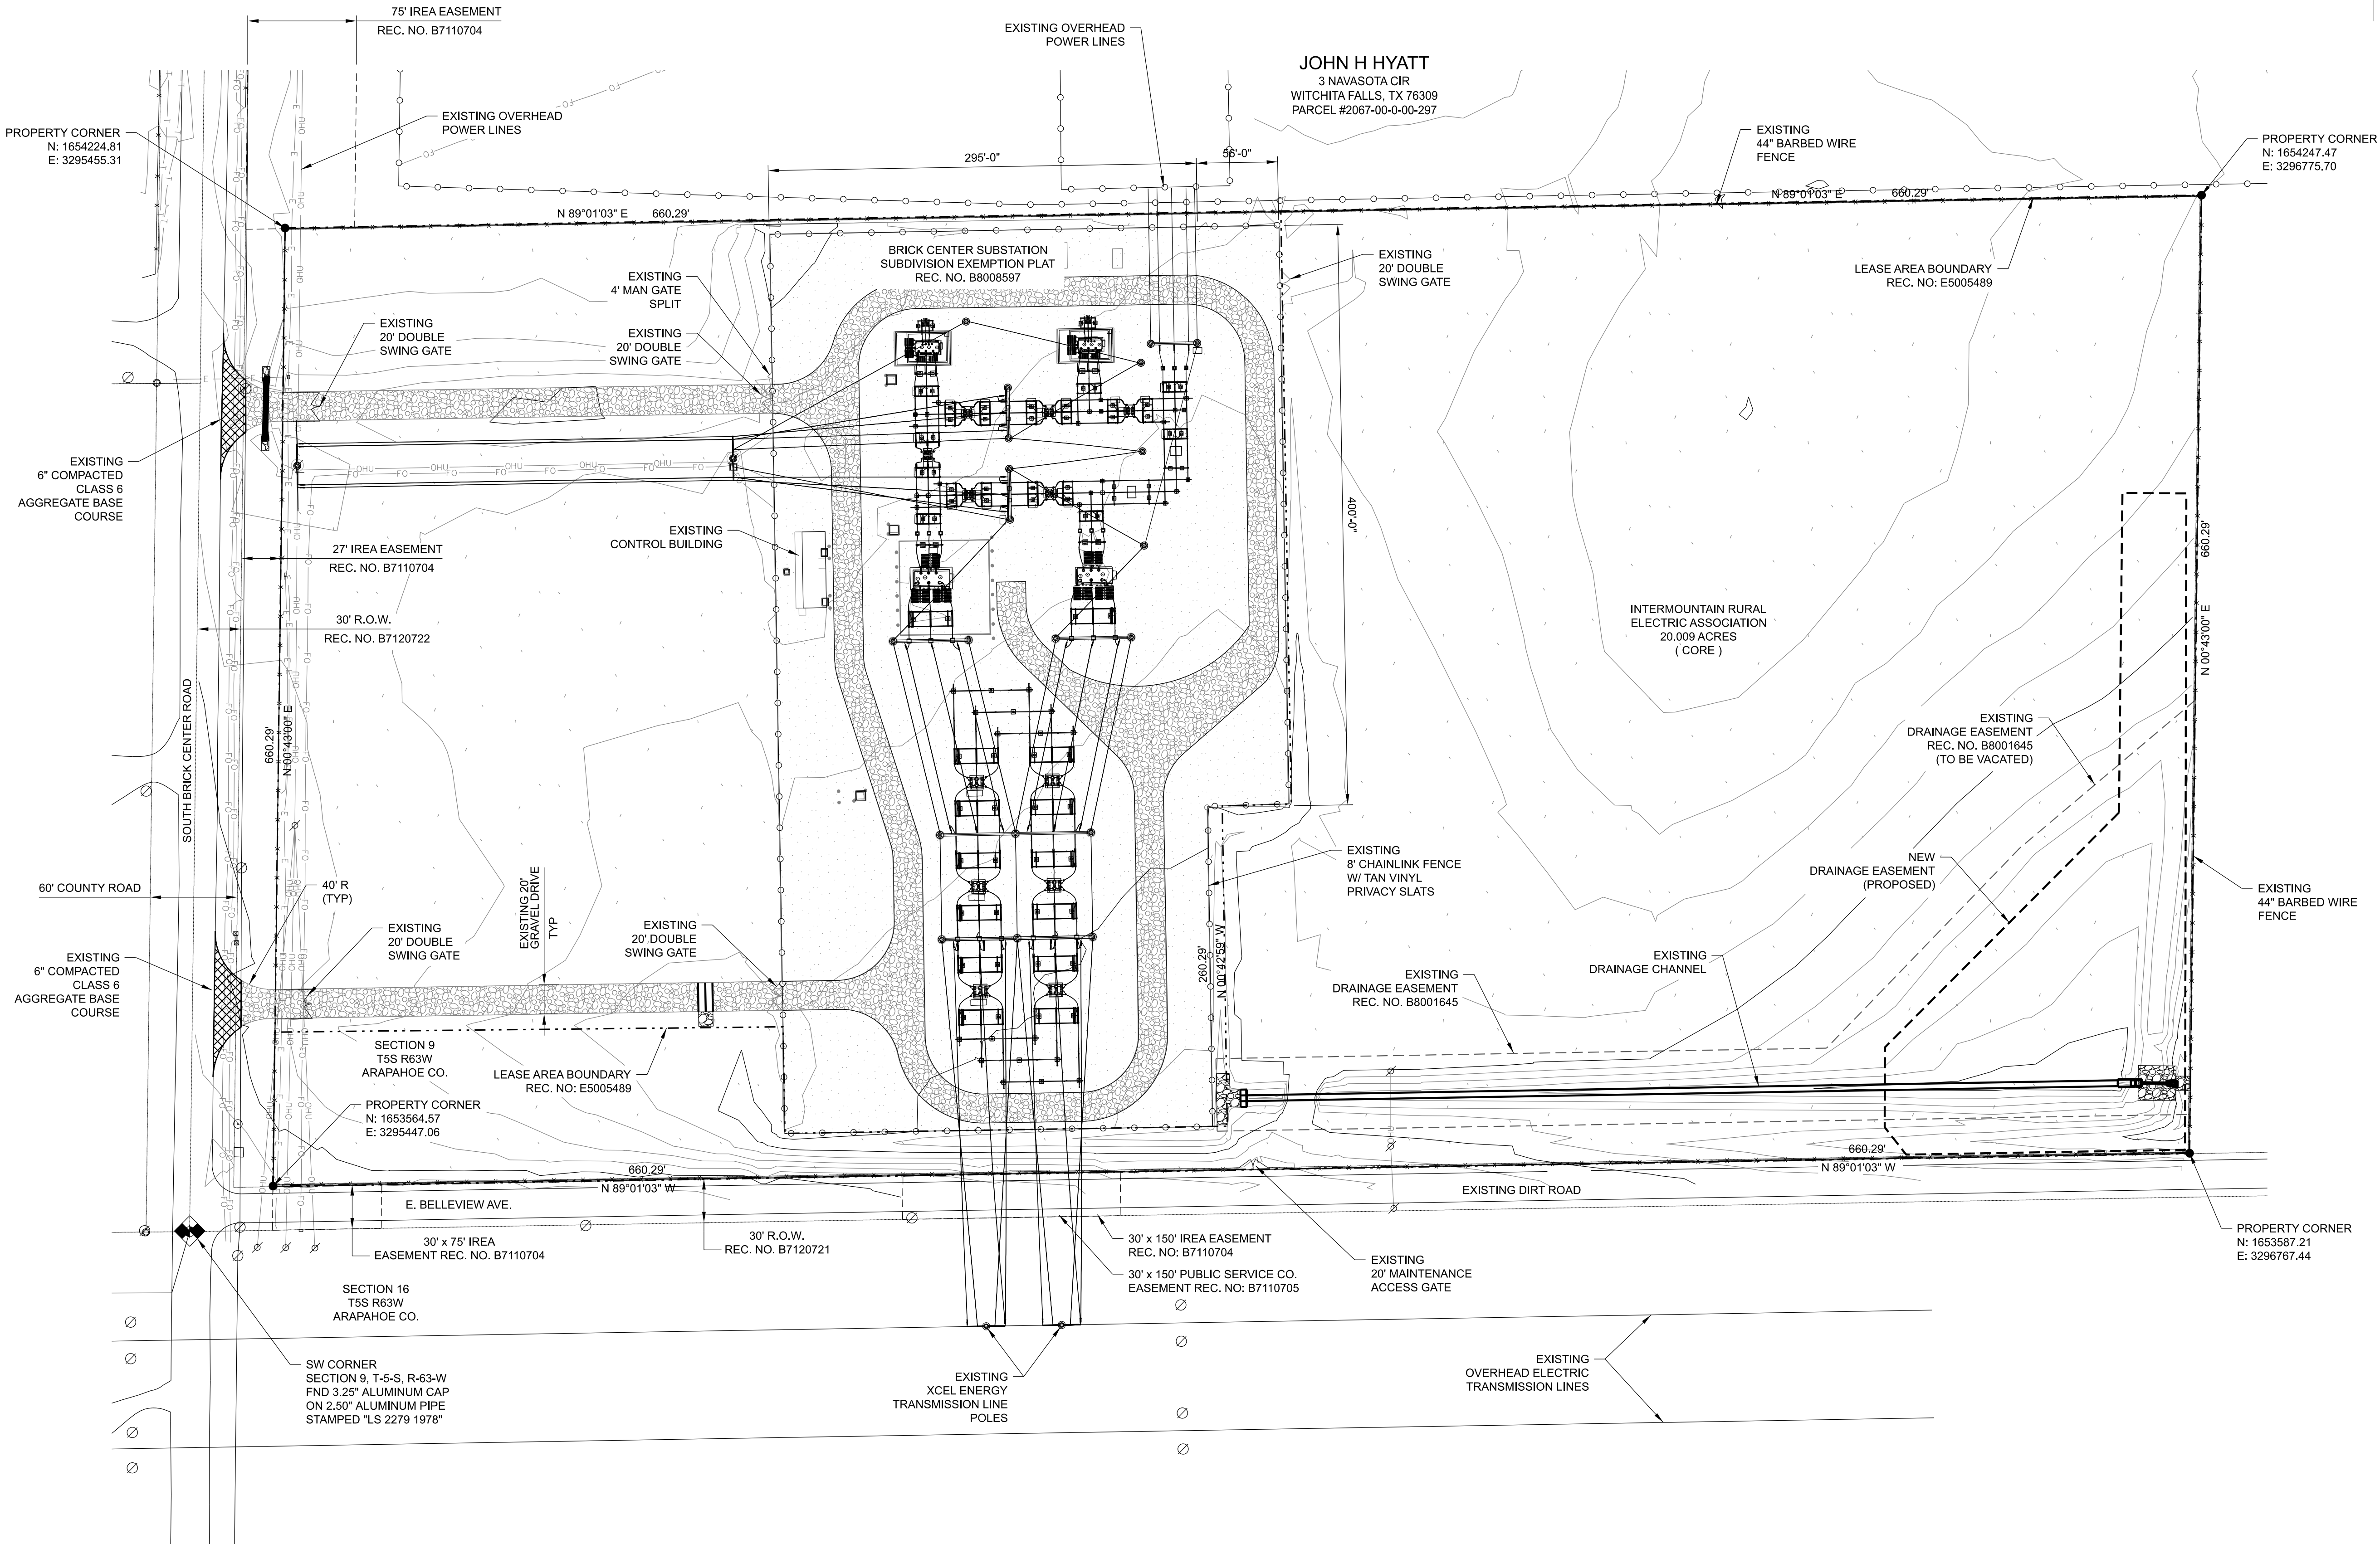 75' IREA EASEMENT
REC. NO. B7110704
EXISTING OVERHEAD
POWER LINES
JOHN H HYATT
3 NAVASOTA CIR
WITCHITA FALLS, TX 76309
PARCEL #2067-00-0-00-297
EXISTING OVERHEAD
POWER LINES
PROPERTY CORNER
N: 1654224.81
E: 3295455.31
295'-0"
56'-0"
EXISTING
44" BARBED WIRE
FENCE
PROPERTY CORNER
N: 1654247.47
E: 3296775.70
N 89°01'03" E 660.29'
N 89°01'03" E 660.29'
BRICK CENTER SUBSTATION
SUBDIVISION EXEMPTION PLAT
REC. NO. B8008597
EXISTING
4' MAN GATE
SPLIT
EXISTING
20' DOUBLE
SWING GATE
LEASE AREA BOUNDARY
REC. NO: E5005489
EXISTING
20' DOUBLE
SWING GATE
EXISTING
20' DOUBLE
SWING GATE
EXISTING
6" COMPACTED
CLASS 6
AGGREGATE BASE
COURSE
OHU OHU OHU OHU OHU
FO FO FO FO FO FO
400'-0"
EXISTING
CONTROL BUILDING
27' IREA EASEMENT
REC. NO. B7110704
660.29'
N 00°43'00" E
30' R.O.W.
REC. NO. B7120722
INTERMOUNTAIN RURAL
ELECTRIC ASSOCIATION
20.009 ACRES
( CORE )
SOUTH BRICK CENTER ROAD
660.29'
N 00°43'00" E
EXISTING
DRAINAGE EASEMENT
REC. NO. B8001645
(TO BE VACATED)
EXISTING
8' CHAINLINK FENCE
W/ TAN VINYL
PRIVACY SLATS
NEW
DRAINAGE EASEMENT
(PROPOSED)
60' COUNTY ROAD
40' R
(TYP)
EXISTING 20'
GRAVEL DRIVE
TYP
EXISTING
44" BARBED WIRE
FENCE
EXISTING
20' DOUBLE
SWING GATE
EXISTING
20' DOUBLE
SWING GATE
260.29'
N 00°42'59" W
EXISTING
6" COMPACTED
CLASS 6
AGGREGATE BASE
COURSE
EXISTING
DRAINAGE EASEMENT
REC. NO. B8001645
EXISTING
DRAINAGE CHANNEL
SECTION 9
T5S R63W
ARAPAHOE CO.
LEASE AREA BOUNDARY
REC. NO: E5005489
PROPERTY CORNER
N: 1653564.57
E: 3295447.06
660.29'
N 89°01'03" W
660.29'
N 89°01'03" W
E. BELLEVIEW AVE.
EXISTING DIRT ROAD
30' x 75' IREA
EASEMENT REC. NO. B7110704
30' R.O.W.
REC. NO. B7120721
30' x 150' IREA EASEMENT
REC. NO: B7110704
30' x 150' PUBLIC SERVICE CO.
EASEMENT REC. NO: B7110705
EXISTING
20' MAINTENANCE
ACCESS GATE
PROPERTY CORNER
N: 1653587.21
E: 3296767.44
SECTION 16
T5S R63W
ARAPAHOE CO.
SW CORNER
SECTION 9, T-5-S, R-63-W
FND 3.25" ALUMINUM CAP
ON 2.50" ALUMINUM PIPE
STAMPED "LS 2279 1978"
EXISTING
XCEL ENERGY
TRANSMISSION LINE
POLES
EXISTING
OVERHEAD ELECTRIC
TRANSMISSION LINES